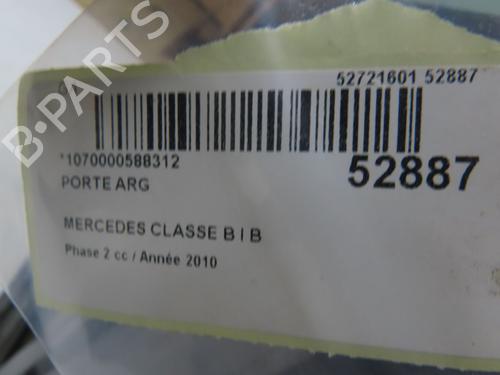 B-PARTS
52721601 52887
*1070000588312
52887
PORTE ARG
MERCEDES CLASSE B I B
Phase 2 cc / Année 2010